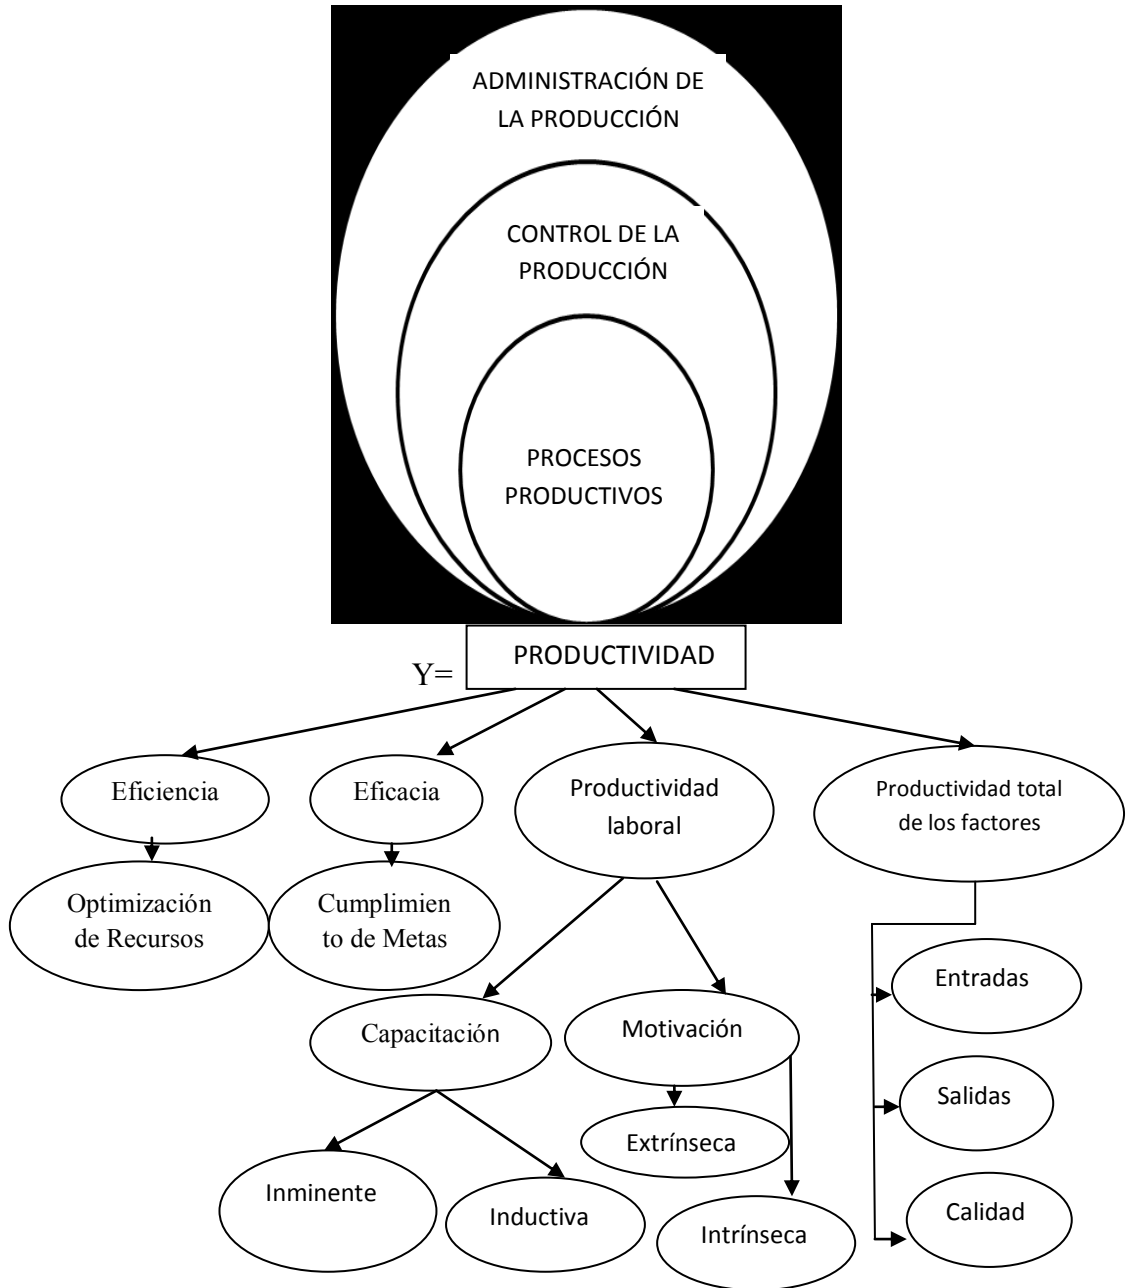 ADMINISTRACIÓN DE
LA PRODUCCIÓN
CONTROL DE LA
PRODUCCIÓN
PROCESOS
PRODUCTIVOS
Y=
PRODUCTIVIDAD
Eficiencia
Eficacia
Productividad
laboral
Productividad total
de los factores
Optimización
de Recursos
Cumplimien
to de Metas
Entradas
Capacitación
Motivación
Salidas
Extrínseca
Inminente
Inductiva
Intrínseca
Calidad